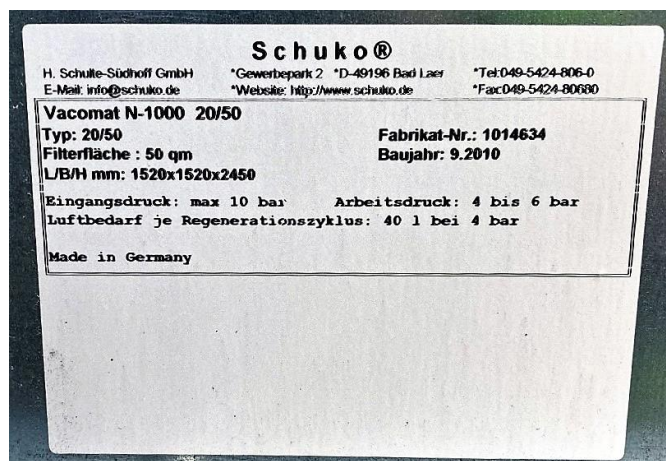 Schuko®
H. Schulte-Südhoff GmbH *Gewerbepark 2 *D-49196 Bad Laer *Tel:049-5424-806-0
E-Mail: info@schuko.de *Website: http://www.schuko.de *Fax:049-5424-80680
Vacomat N-1000 20/50
Typ: 20/50 Fabrikat-Nr.: 1014634
Filterfläche : 50 qm Baujahr: 9.2010
L/B/H mm: 1520x1520x2450
Eingangsdruck: max 10 bar Arbeitsdruck: 4 bis 6 bar
Luftbedarf je Regenerationszyklus: 40 l bei 4 bar
Made in Germany